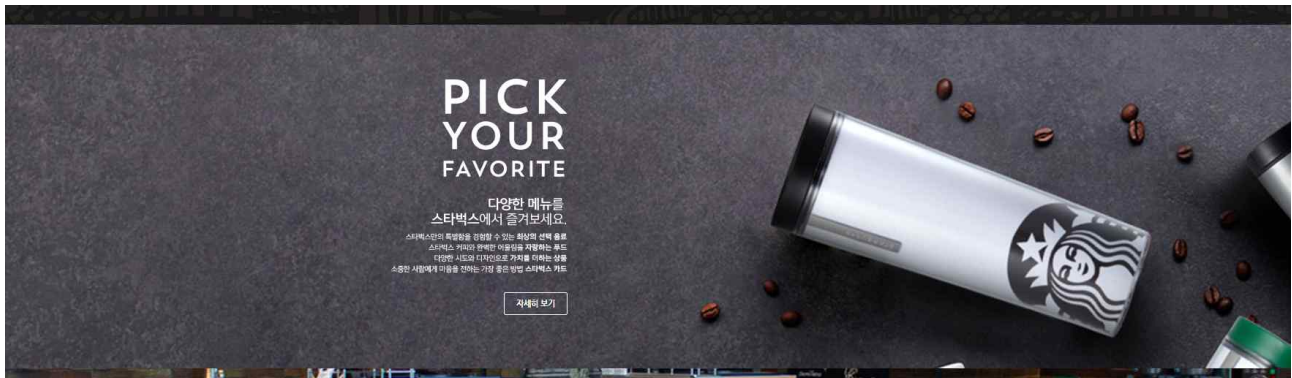 PICK
YOUR
FAVORITE
다양한 메뉴를
스타벅스에서 즐겨보세요.
스타벅스만의 특별함을 경험할 수 있는 최상의 선택 음료
스타벅스 커피와 완벽한 어울림을 자랑하는 푸드
다양한 시도와 디자인으로 가치를 더하는 상품
소중한 사람에게 마음을 전하는 가장 좋은 방법 스타벅스 카드
자세히 보기